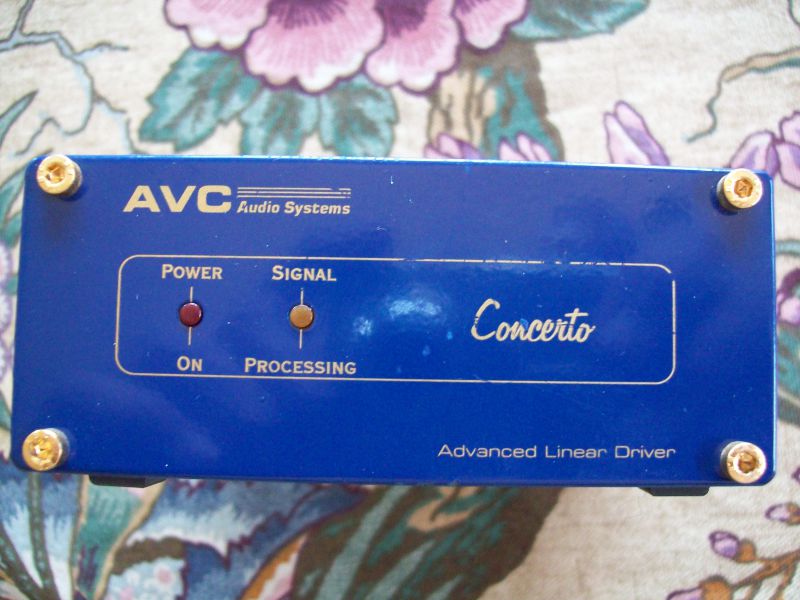 AVC Audio Systems
POWER SIGNAL
Concerto
ON PROCESSING
Advanced Linear Driver